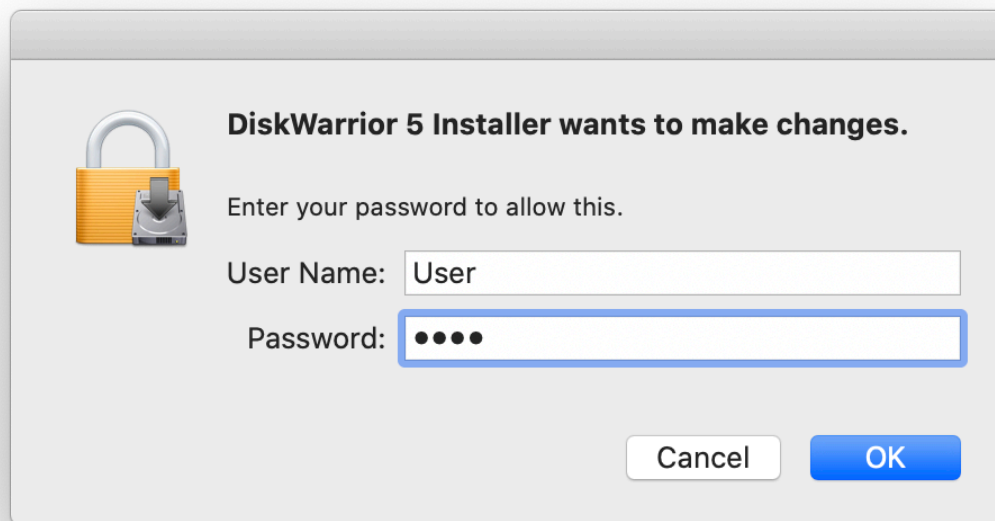 DiskWarrior 5 Installer wants to make changes.
Enter your password to allow this.
User Name: User
Password: ••••
Cancel OK